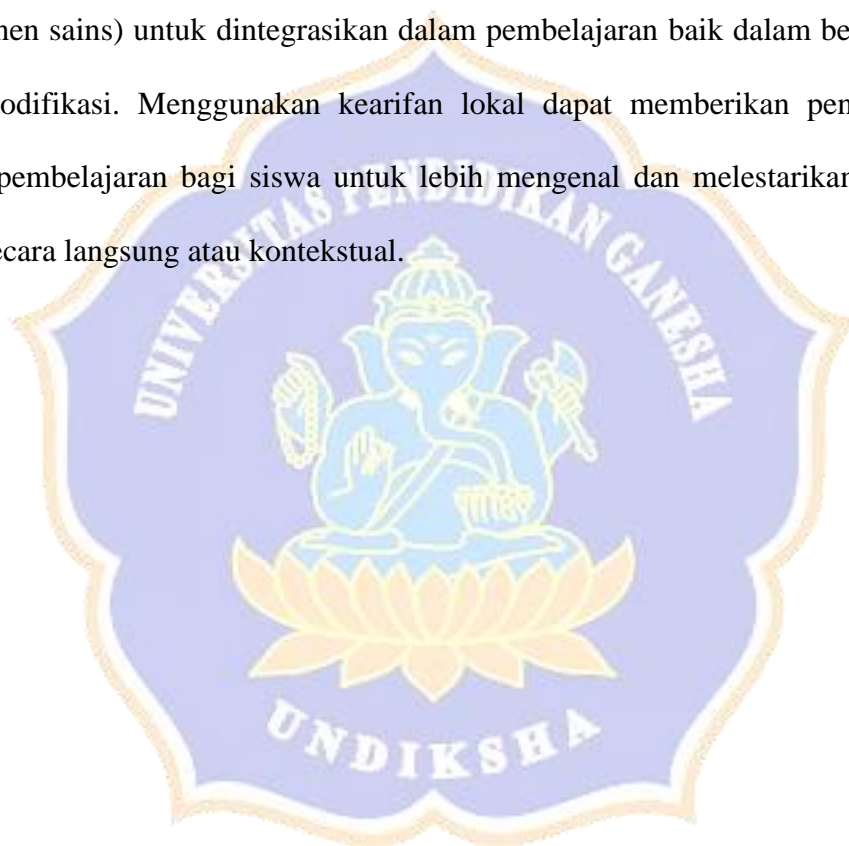 nen sains) untuk dintegrasikan dalam pembelajaran baik dalam be
odifikasi. Menggunakan kearifan lokal dapat memberikan pen
pembelajaran bagi siswa untuk lebih mengenal dan melestarikan
ecara langsung atau kontekstual.
UNIVERSITAS PENDIDIKAN GANESHA
UNDIKSHA